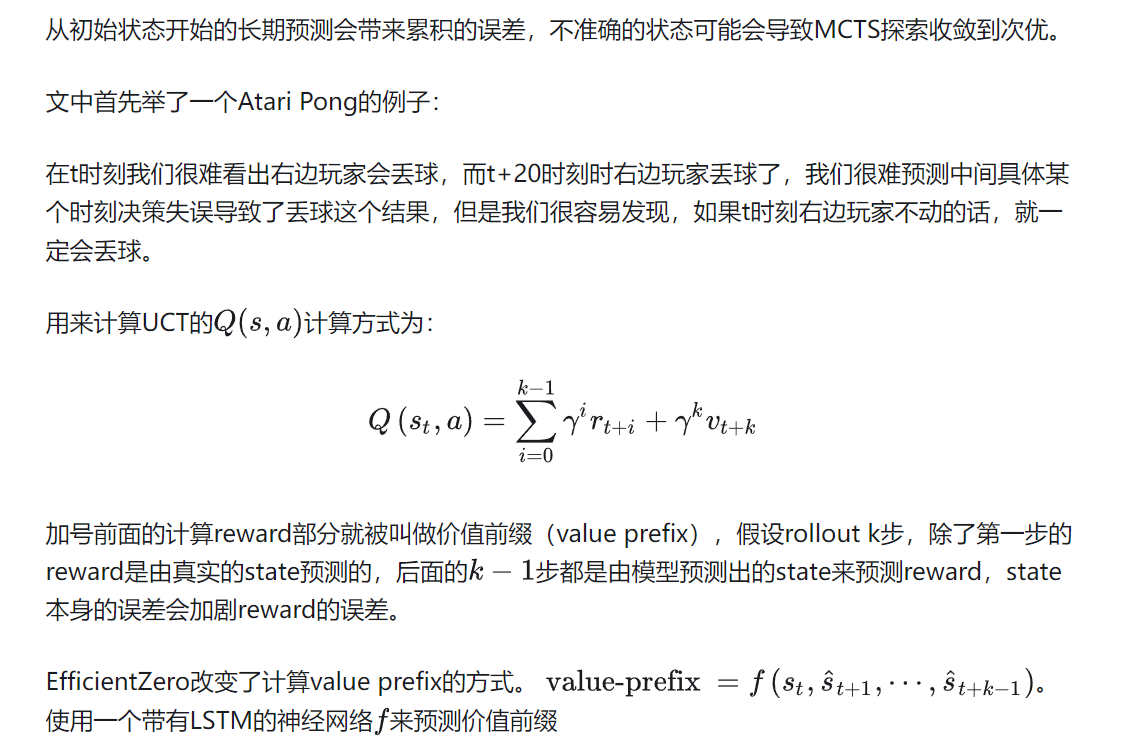 从初始状态开始的长期预测会带来累积的误差，不准确的状态可能会导致MCTS探索收敛到次优。
文中首先举了一个Atari Pong的例子：
在t时刻我们很难看出右边玩家会丢球，而t+20时刻时右边玩家丢球了，我们很难预测中间具体某
个时刻决策失误导致了丢球这个结果，但是我们很容易发现，如果t时刻右边玩家不动的话，就一
定会丢球。
用来计算UCT的Q(s, a)计算方式为：
Q (s_t, a) = \sum_{i=0}^{k-1} γ^i r_{t+i} + γ^k v_{t+k}
加号前面的计算reward部分就被叫做价值前缀（value prefix），假设rollout k步，除了第一步的
reward是由真实的state预测的，后面的k − 1步都是由模型预测出的state来预测reward，state
本身的误差会加剧reward的误差。
EfficientZero改变了计算value prefix的方式。 value-prefix = f (s_t, ŝ_{t+1}, ⋯, ŝ_{t+k−1})。
使用一个带有LSTM的神经网络f来预测价值前缀